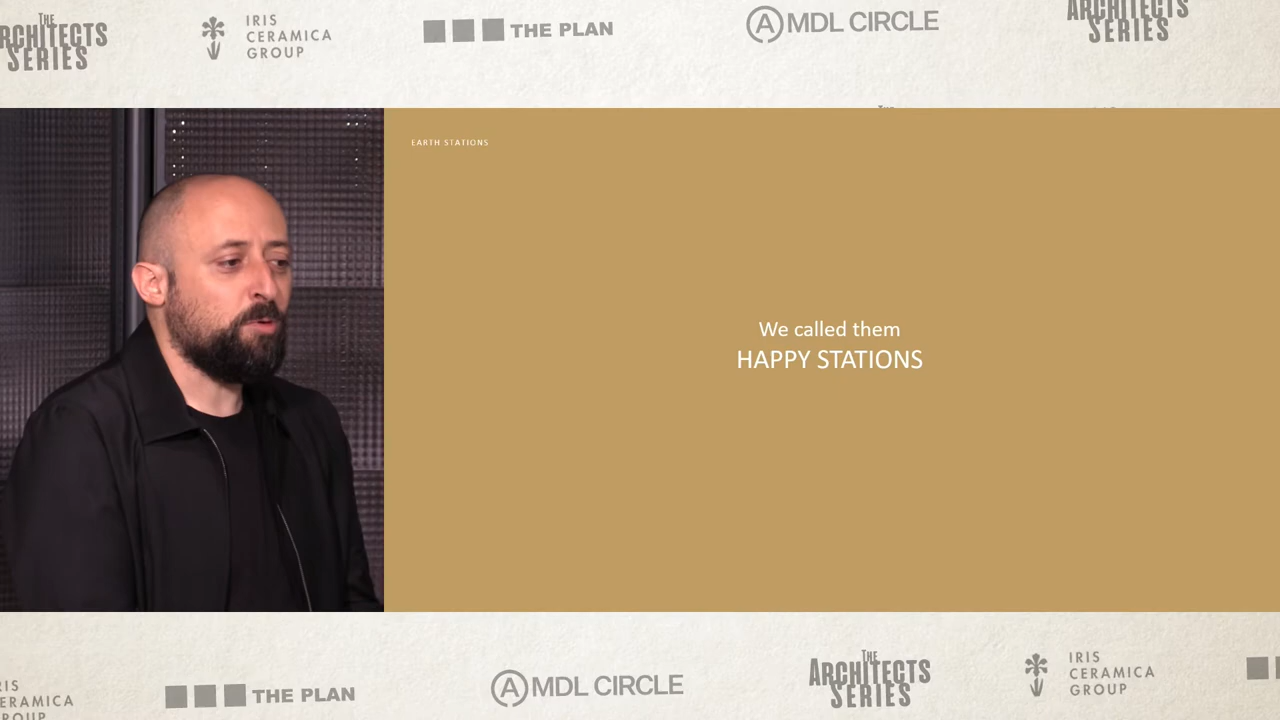 THE
ARCHITECTS
SERIES
IRIS
CERAMICA
GROUP
THE PLAN
A MDL CIRCLE
ARCHITECTS
SERIES
EARTH STATIONS
We called them
HAPPY STATIONS
IRIS
CERAMICA
GROUP
THE PLAN
A MDL CIRCLE
THE
ARCHITECTS
SERIES
IRIS
CERAMICA
GROUP